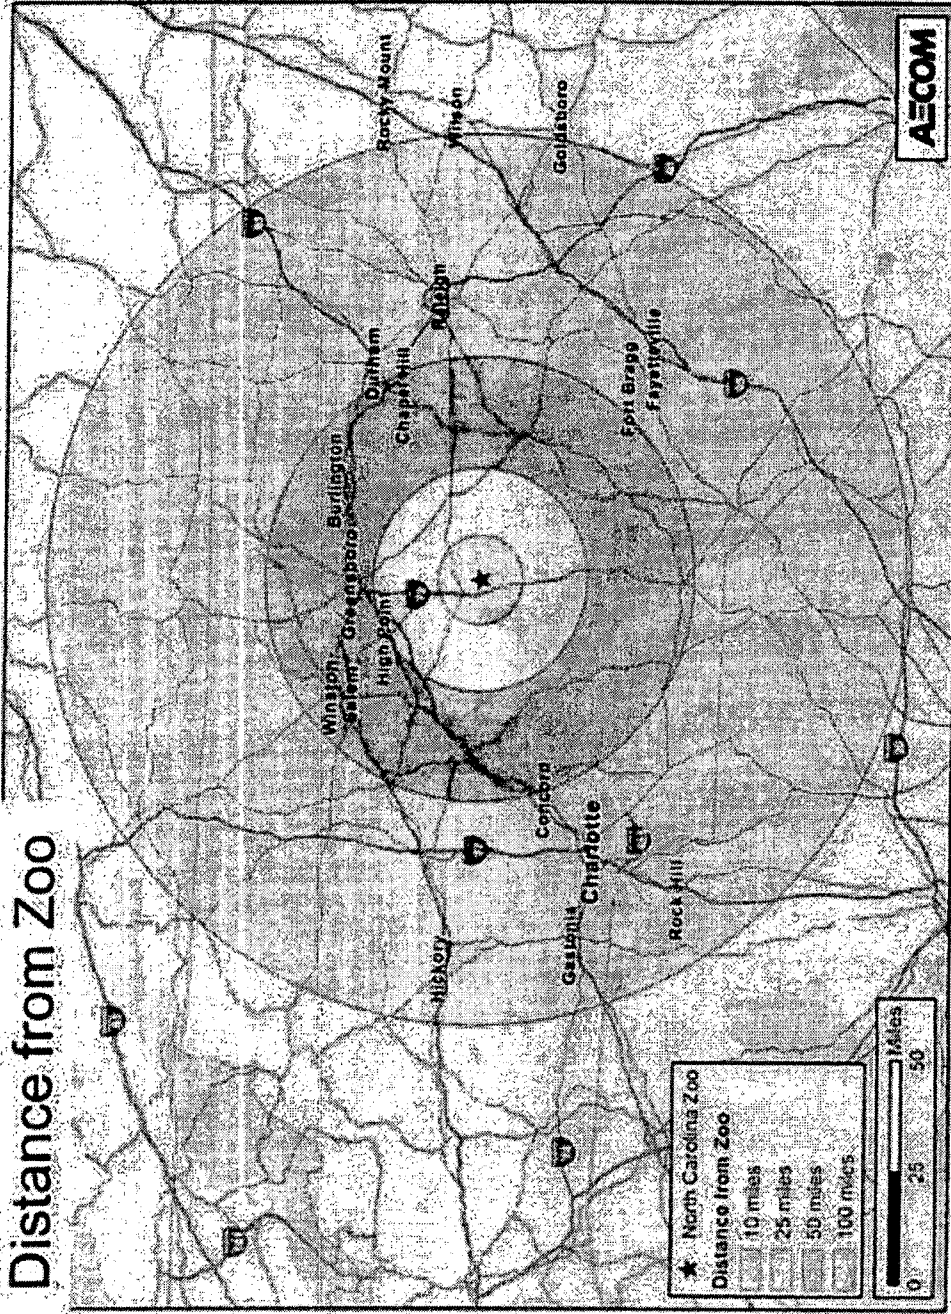 Distance from Zoo
Rocky Mount
Wilson
Goldsboro
Raleigh
Durham
Chapel Hill
Burlington
Greensboro
High Point
Winston-
Salem
Fort Bragg
Fayetteville
Concord
Charlotte
Hickory
Gastonia
Rock Hill
North Carolina Zoo
Distance from Zoo
10 miles
25 miles
50 miles
100 miles
0 25 50 Miles
AECOM